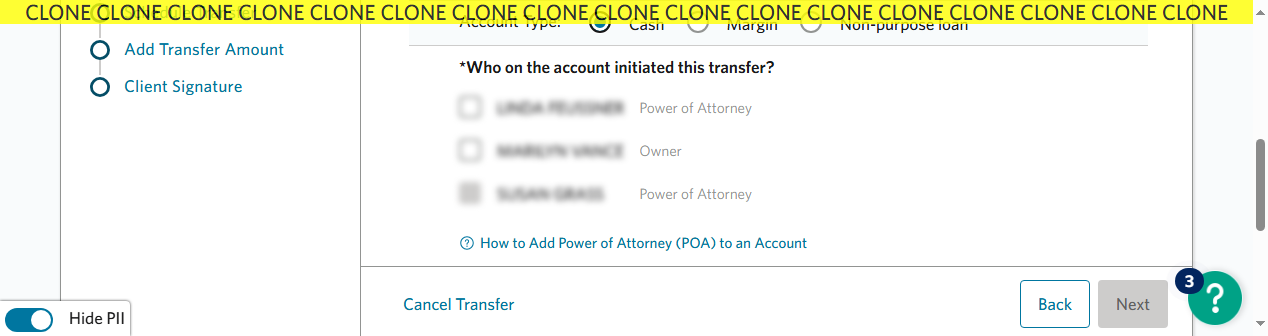 CLONE CLONE CLONE CLONE CLONE CLONE CLONE CLONE CLONE CLONE CLONE CLONE CLONE CLONE CLONE CLONE CLONE
Account Type: Cash Margin Non-purpose loan
Add Transfer Amount
Client Signature
*Who on the account initiated this transfer?
Power of Attorney
Owner
Power of Attorney
How to Add Power of Attorney (POA) to an Account
Cancel Transfer
Back
Next
3
?
Hide PII